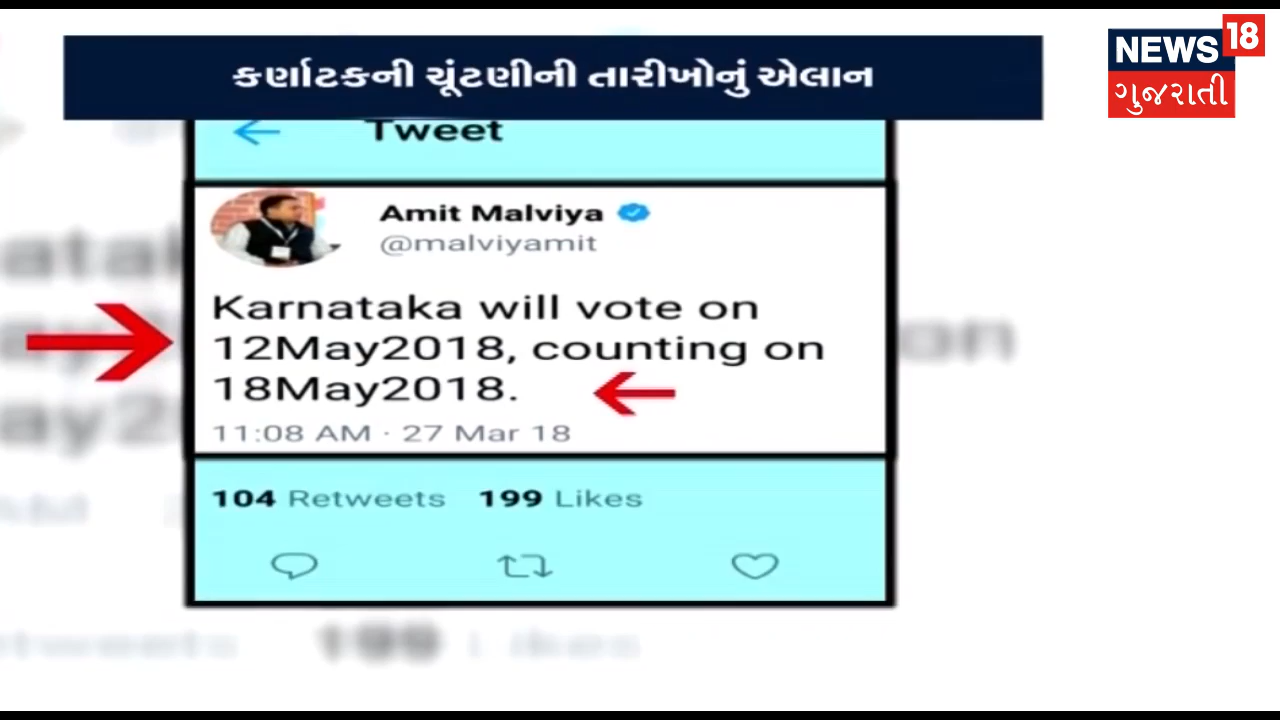 કર્ણાટકની ચૂંટણીની તારીખોનું એલાન
NEWS 18
ગુજરાતી
Tweet
Amit Malviya
@malviyamit
Karnataka will vote on
12May2018, counting on
18May2018.
11:08 AM · 27 Mar 18
104 Retweets 199 Likes